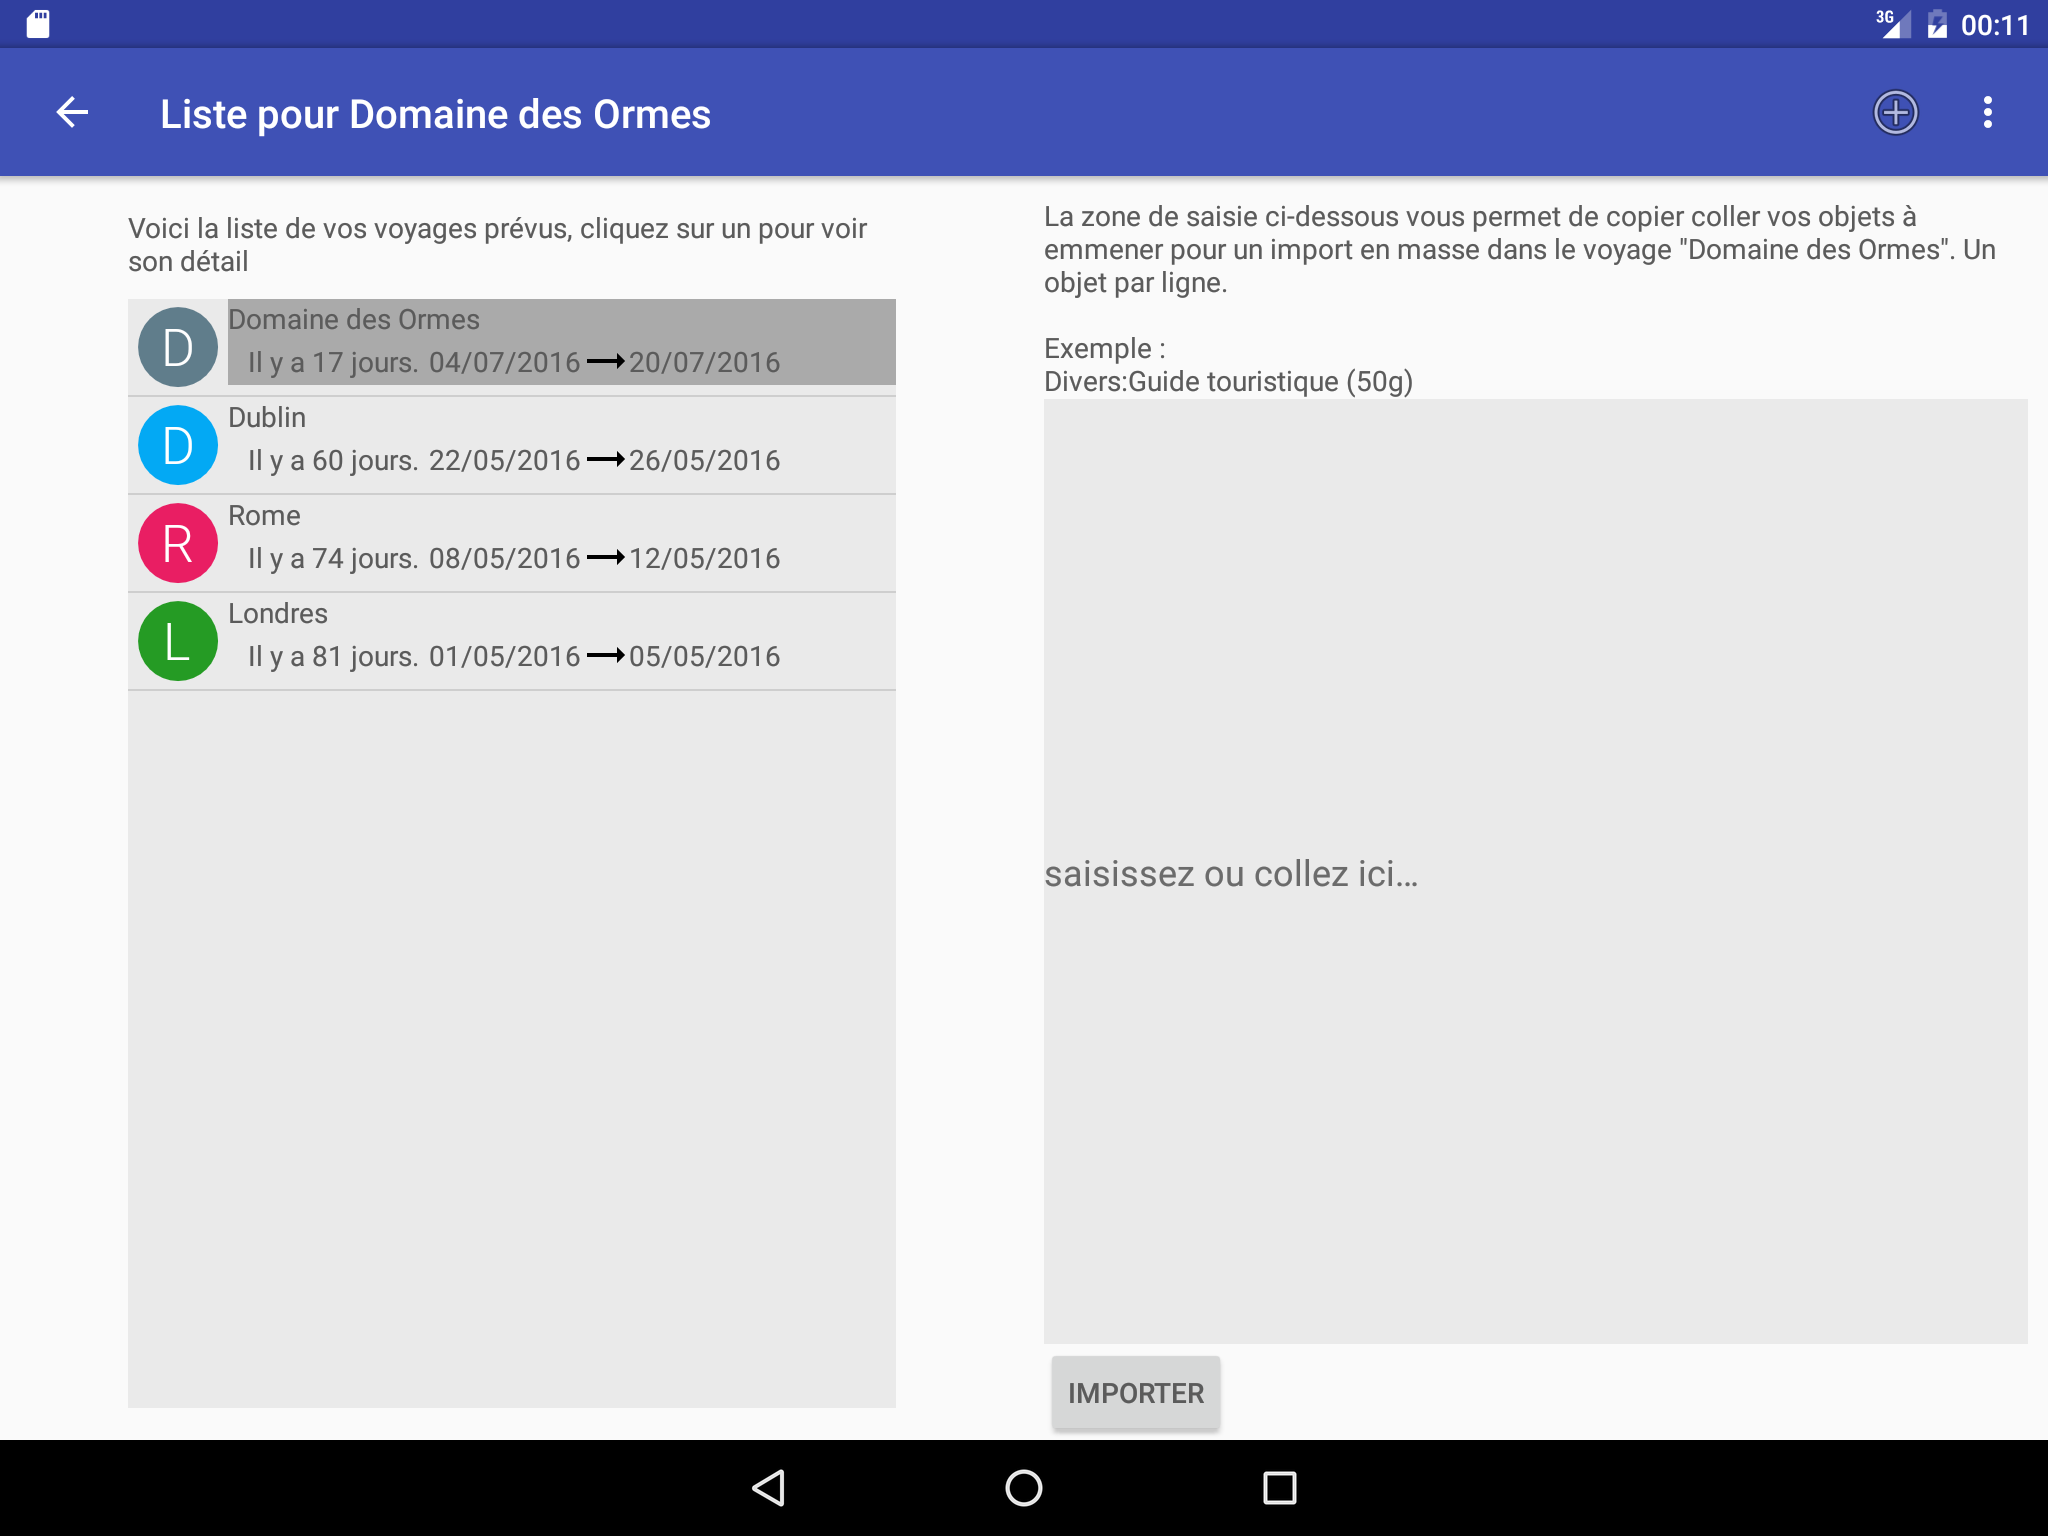 3G 00:11
Liste pour Domaine des Ormes
Voici la liste de vos voyages prévus, cliquez sur un pour voir
son détail
D
Domaine des Ormes
Il y a 17 jours. 04/07/2016 20/07/2016
D
Dublin
Il y a 60 jours. 22/05/2016 26/05/2016
R
Rome
Il y a 74 jours. 08/05/2016 12/05/2016
L
Londres
Il y a 81 jours. 01/05/2016 05/05/2016
La zone de saisie ci-dessous vous permet de copier coller vos objets à
emmener pour un import en masse dans le voyage "Domaine des Ormes". Un
objet par ligne.
Exemple :
Divers:Guide touristique (50g)
saisissez ou collez ici…
IMPORTER